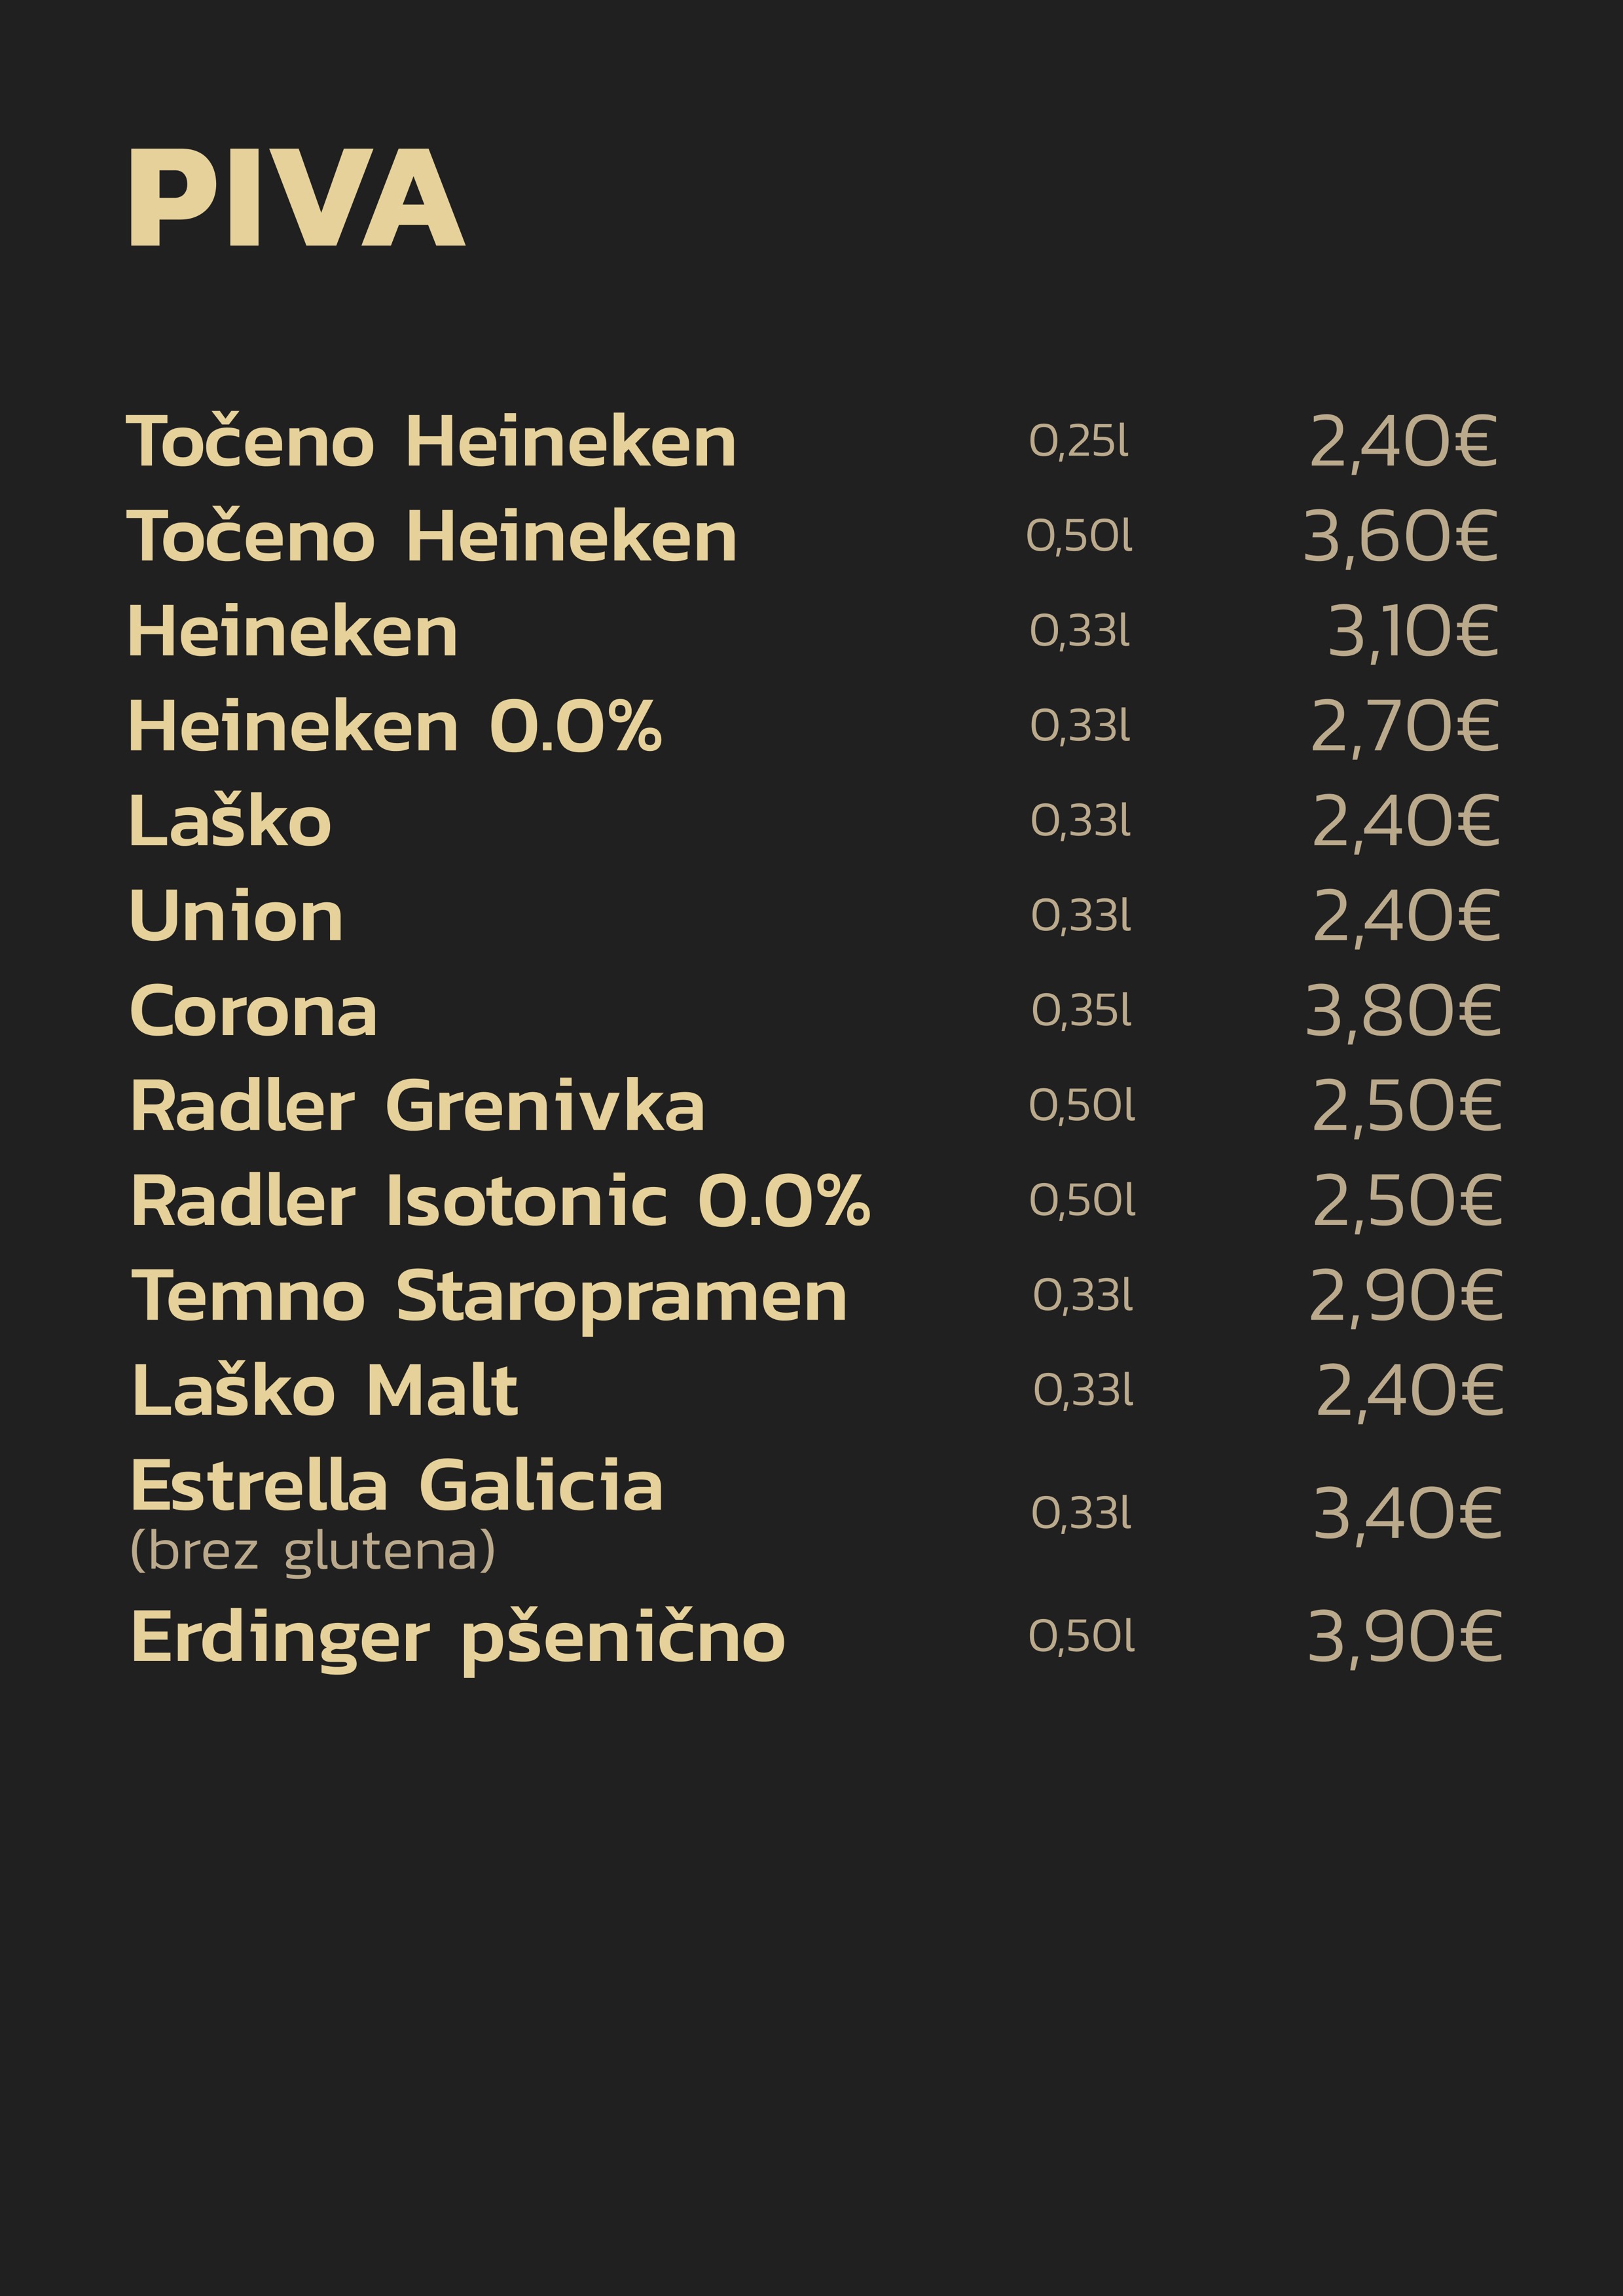 PIVA
Točeno Heineken 0,25l 2,40€
Točeno Heineken 0,50l 3,60€
Heineken 0,33l 3,10€
Heineken 0.0% 0,33l 2,70€
Laško 0,33l 2,40€
Union 0,33l 2,40€
Corona 0,35l 3,80€
Radler Grenivka 0,50l 2,50€
Radler Isotonic 0.0% 0,50l 2,50€
Temno Staropramen 0,33l 2,90€
Laško Malt 0,33l 2,40€
Estrella Galicia 0,33l 3,40€
(brez glutena)
Erdinger pšenično 0,50l 3,90€